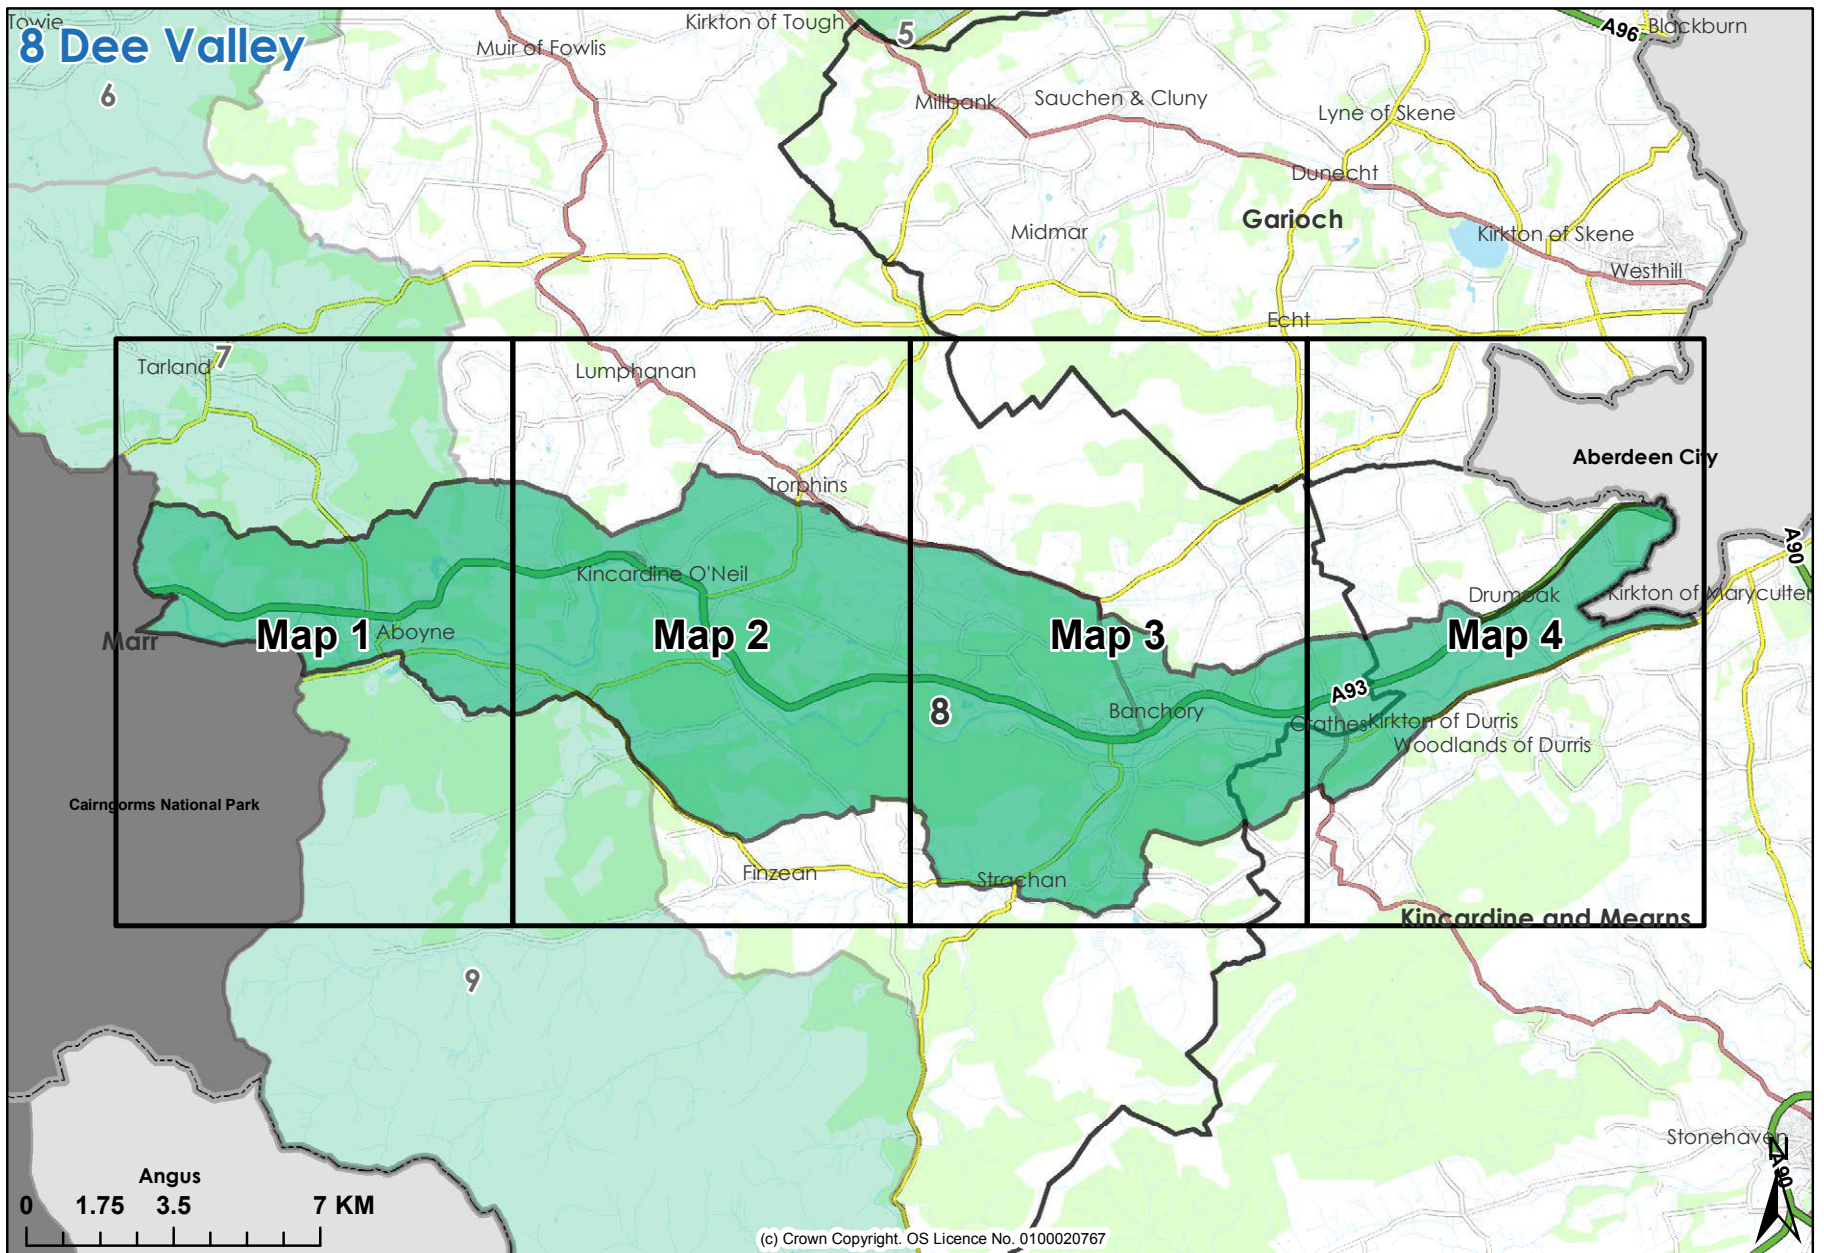 Towie
8 Dee Valley
6
Muir of Fowlis
Kirkton of Tough
5
A96
Blackburn
Millbank
Sauchen & Cluny
Lyne of Skene
Dunecht
Garioch
Midmar
Kirkton of Skene
Westhill
Echt
Tarland
7
Lumphanan
Torphins
Aberdeen City
A90
Kincardine O'Neil
Drumoak
Kirkton of Maryculter
Marr
Map 1
Aboyne
Map 2
Map 3
Map 4
A93
8
Banchory
Crathes
Kirkton of Durris
Woodlands of Durris
Cairngorms National Park
Finzean
Strachan
Kincardine and Mearns
9
Stonehaven
A90
N
Angus
0 1.75 3.5 7 KM
(c) Crown Copyright. OS Licence No. 0100020767